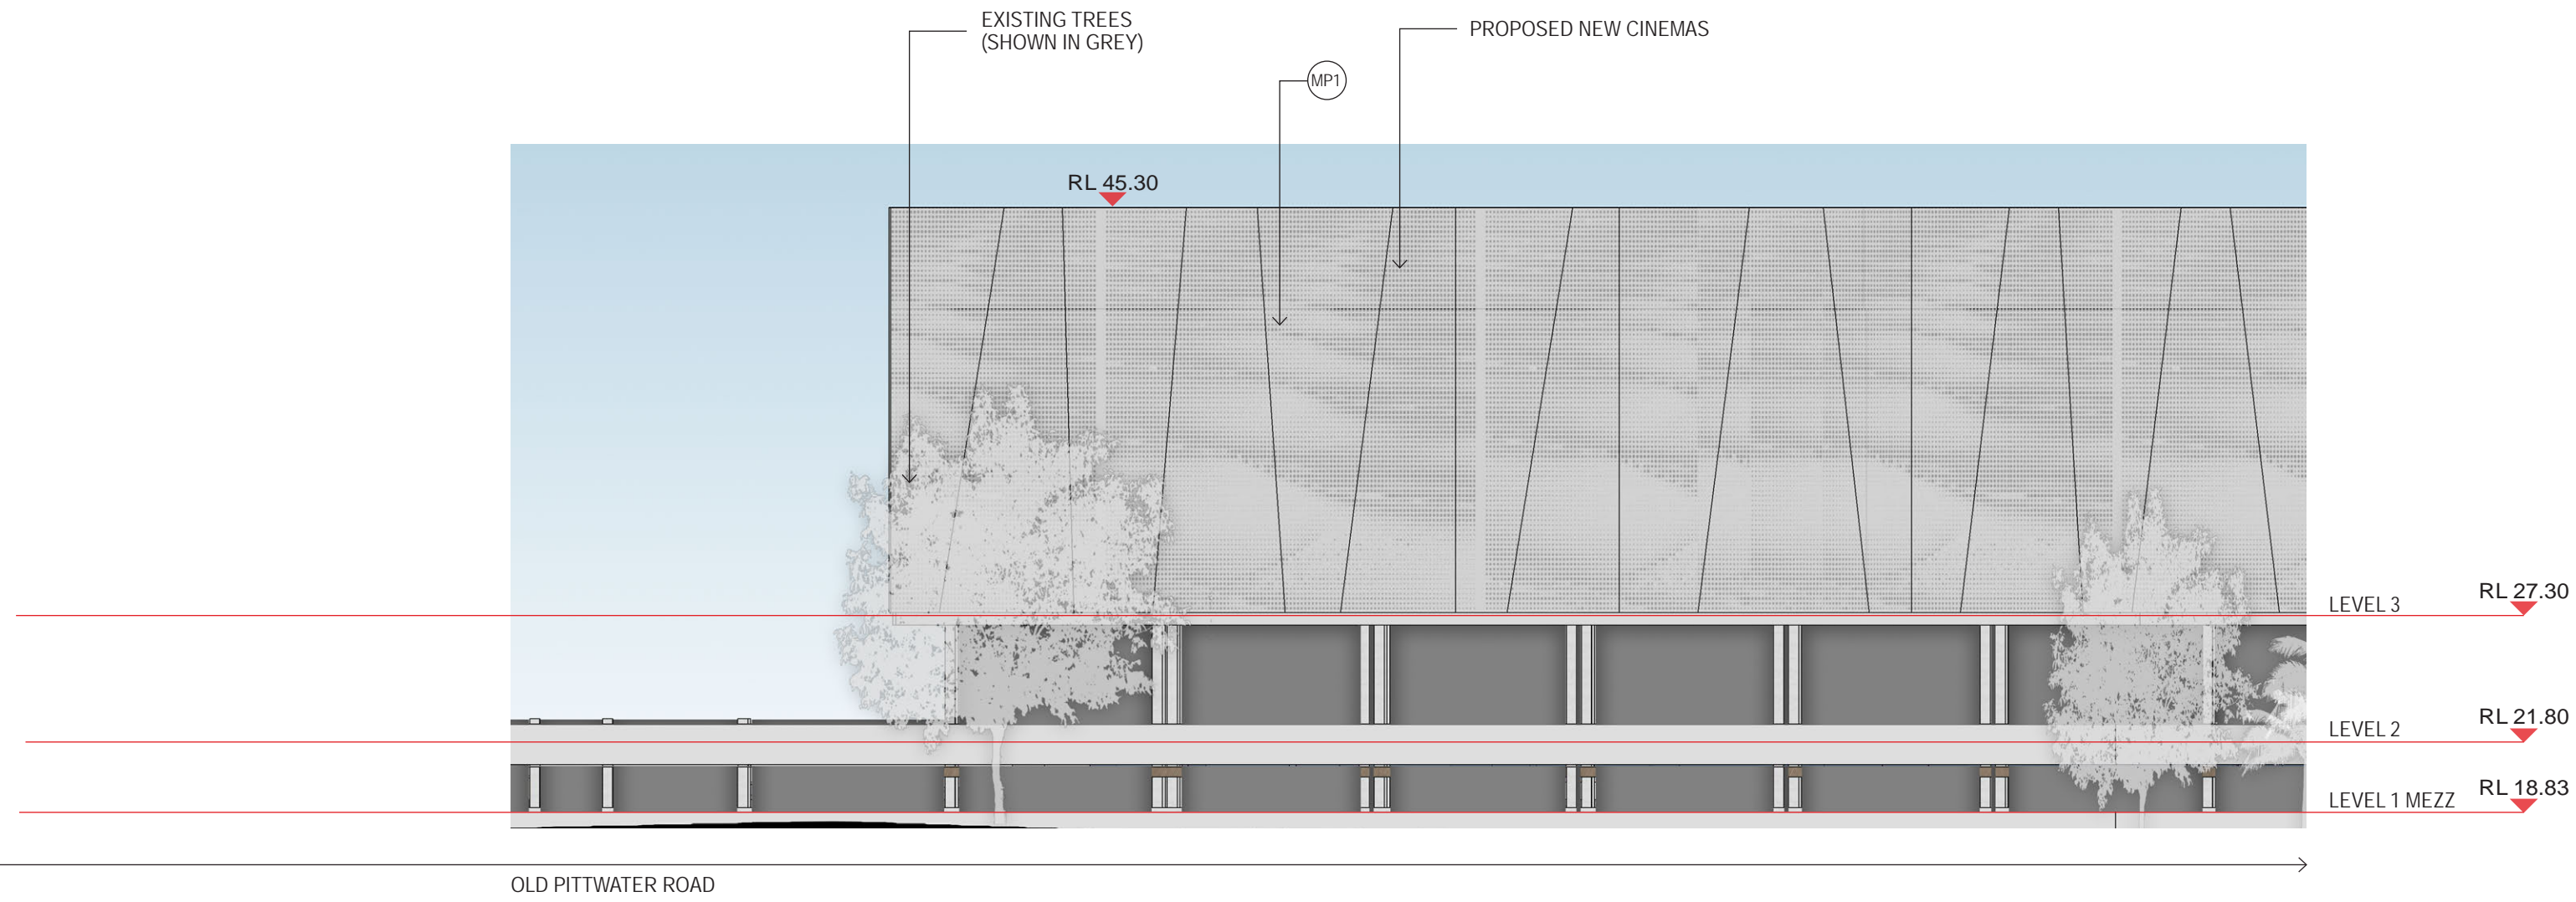 EXISTING TREES
(SHOWN IN GREY)
PROPOSED NEW CINEMAS
MP1
RL 45.30
LEVEL 3
RL 27.30
LEVEL 2
RL 21.80
LEVEL 1 MEZZ
RL 18.83
OLD PITTWATER ROAD